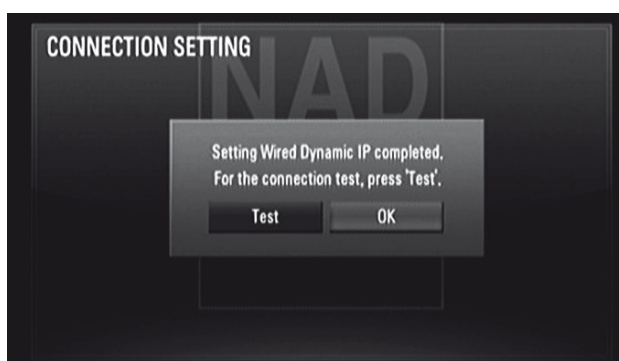 CONNECTION SETTING
NAD
Setting Wired Dynamic IP completed.
For the connection test, press 'Test'.
Test
OK